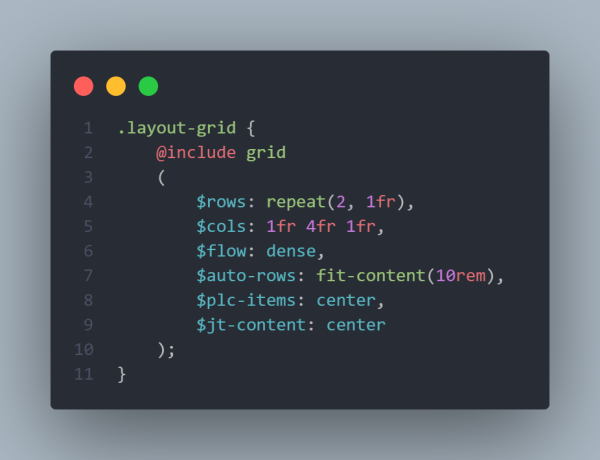 1 .layout-grid {
2     @include grid
3     (
4         $rows: repeat(2, 1fr),
5         $cols: 1fr 4fr 1fr,
6         $flow: dense,
7         $auto-rows: fit-content(10rem),
8         $plc-items: center,
9         $jt-content: center
10     );
11 }